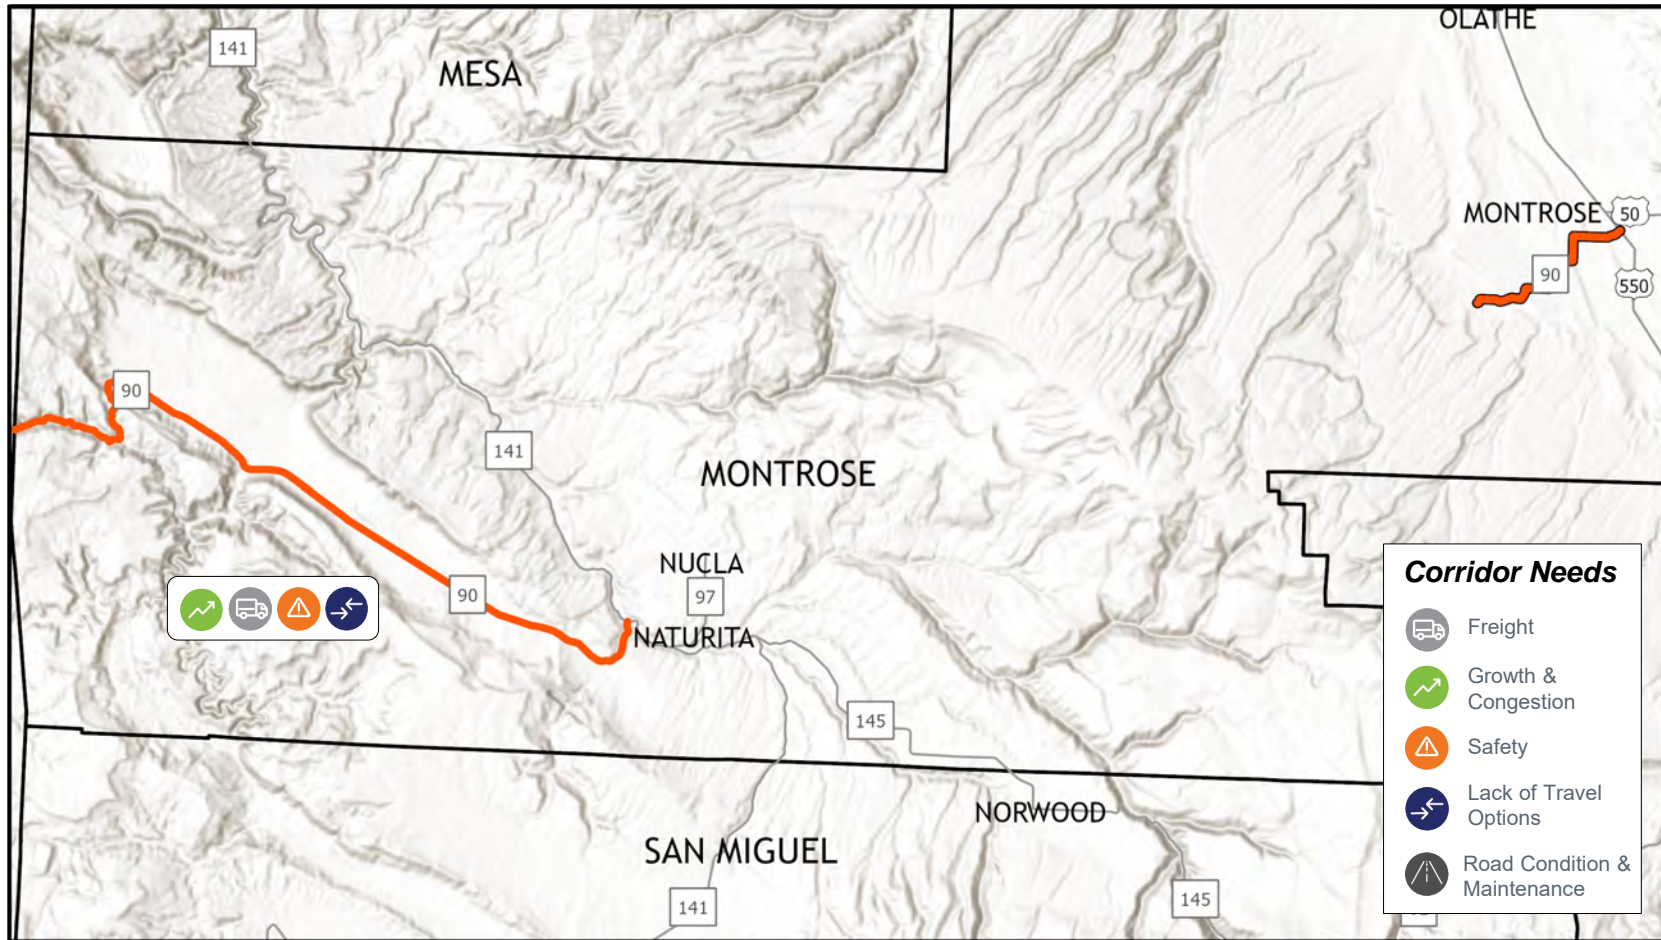 OLATHE
141
MESA
MONTROSE
50
90
550
90
141
MONTROSE
NUCLA
97
90
NATURITA
145
NORWOOD
SAN MIGUEL
141
145
Corridor Needs
Freight
Growth &
Congestion
Safety
Lack of Travel
Options
Road Condition &
Maintenance